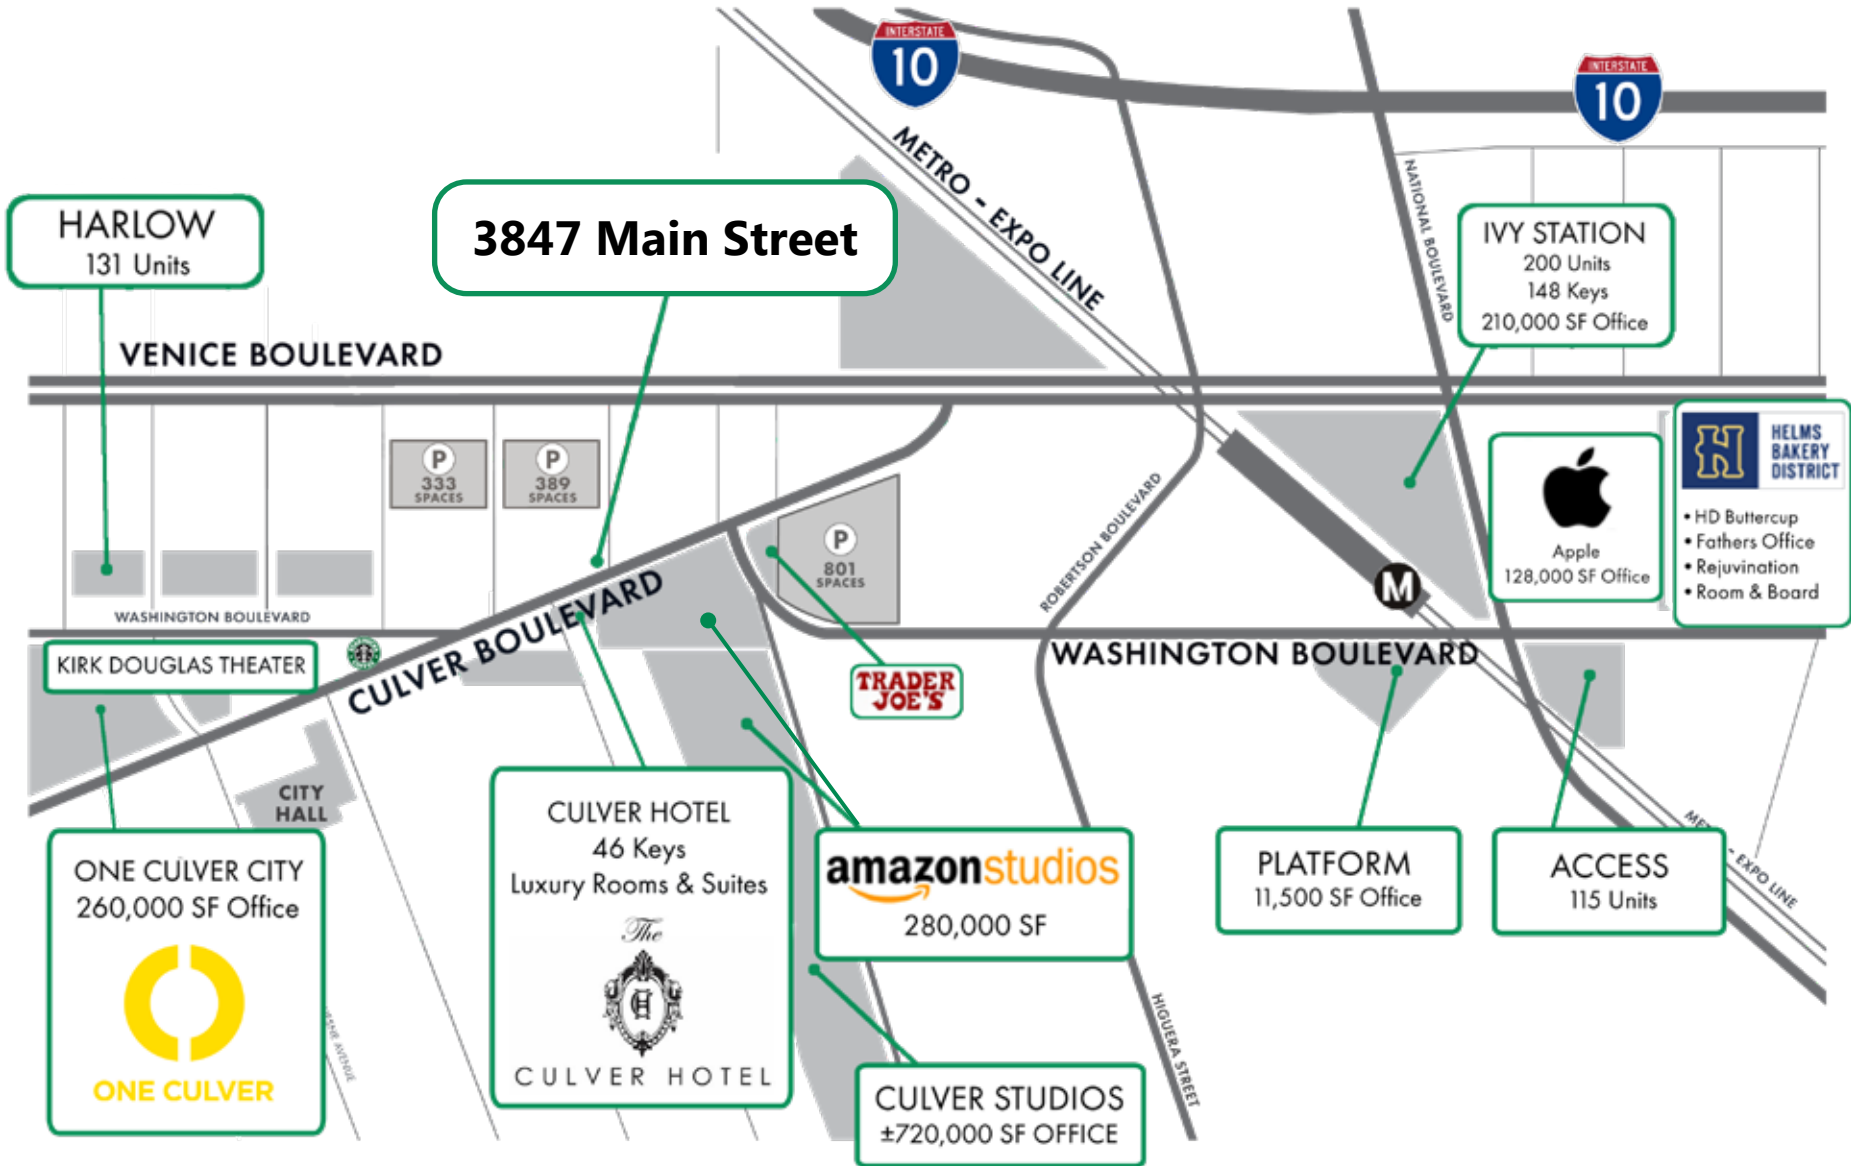 INTERSTATE
10
INTERSTATE
10
METRO - EXPO LINE
NATIONAL BOULEVARD
HARLOW
131 Units
3847 Main Street
IVY STATION
200 Units
148 Keys
210,000 SF Office
VENICE BOULEVARD
P
333
SPACES
P
389
SPACES
P
801
SPACES
ROBERTSON BOULEVARD
Apple
128,000 SF Office
H
HELMS
BAKERY
DISTRICT
• HD Buttercup
• Fathers Office
• Rejuvination
• Room & Board
M
WASHINGTON BOULEVARD
KIRK DOUGLAS THEATER
CULVER BOULEVARD
WASHINGTON BOULEVARD
TRADER
JOE'S
CITY
HALL
ONE CULVER CITY
260,000 SF Office
ONE CULVER
CULVER HOTEL
46 Keys
Luxury Rooms & Suites
The
CH
CULVER HOTEL
amazonstudios
280,000 SF
PLATFORM
11,500 SF Office
ACCESS
115 Units
EXPO LINE
AVENUE
HIGUERA STREET
CULVER STUDIOS
±720,000 SF OFFICE